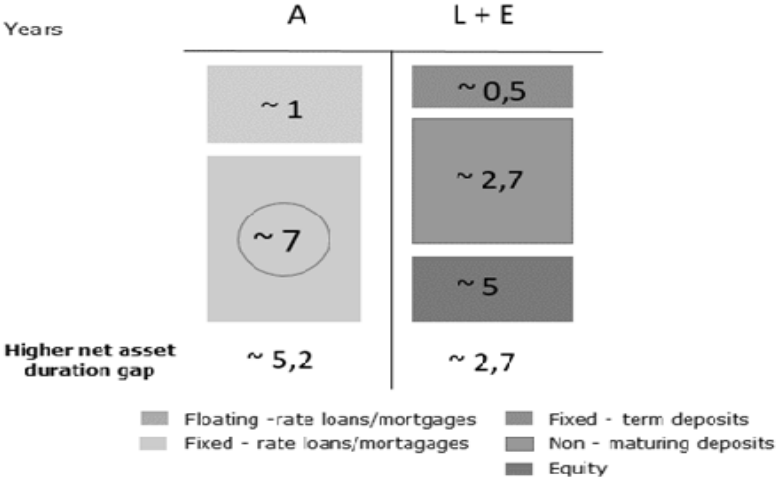 Years
A
L + E
~ 1
~ 7
~ 0,5
~ 2,7
~ 5
Higher net asset
duration gap
~ 5,2
~ 2,7
Floating -rate loans/mortgages
Fixed - rate loans/mortagages
Fixed - term deposits
Non - maturing deposits
Equity